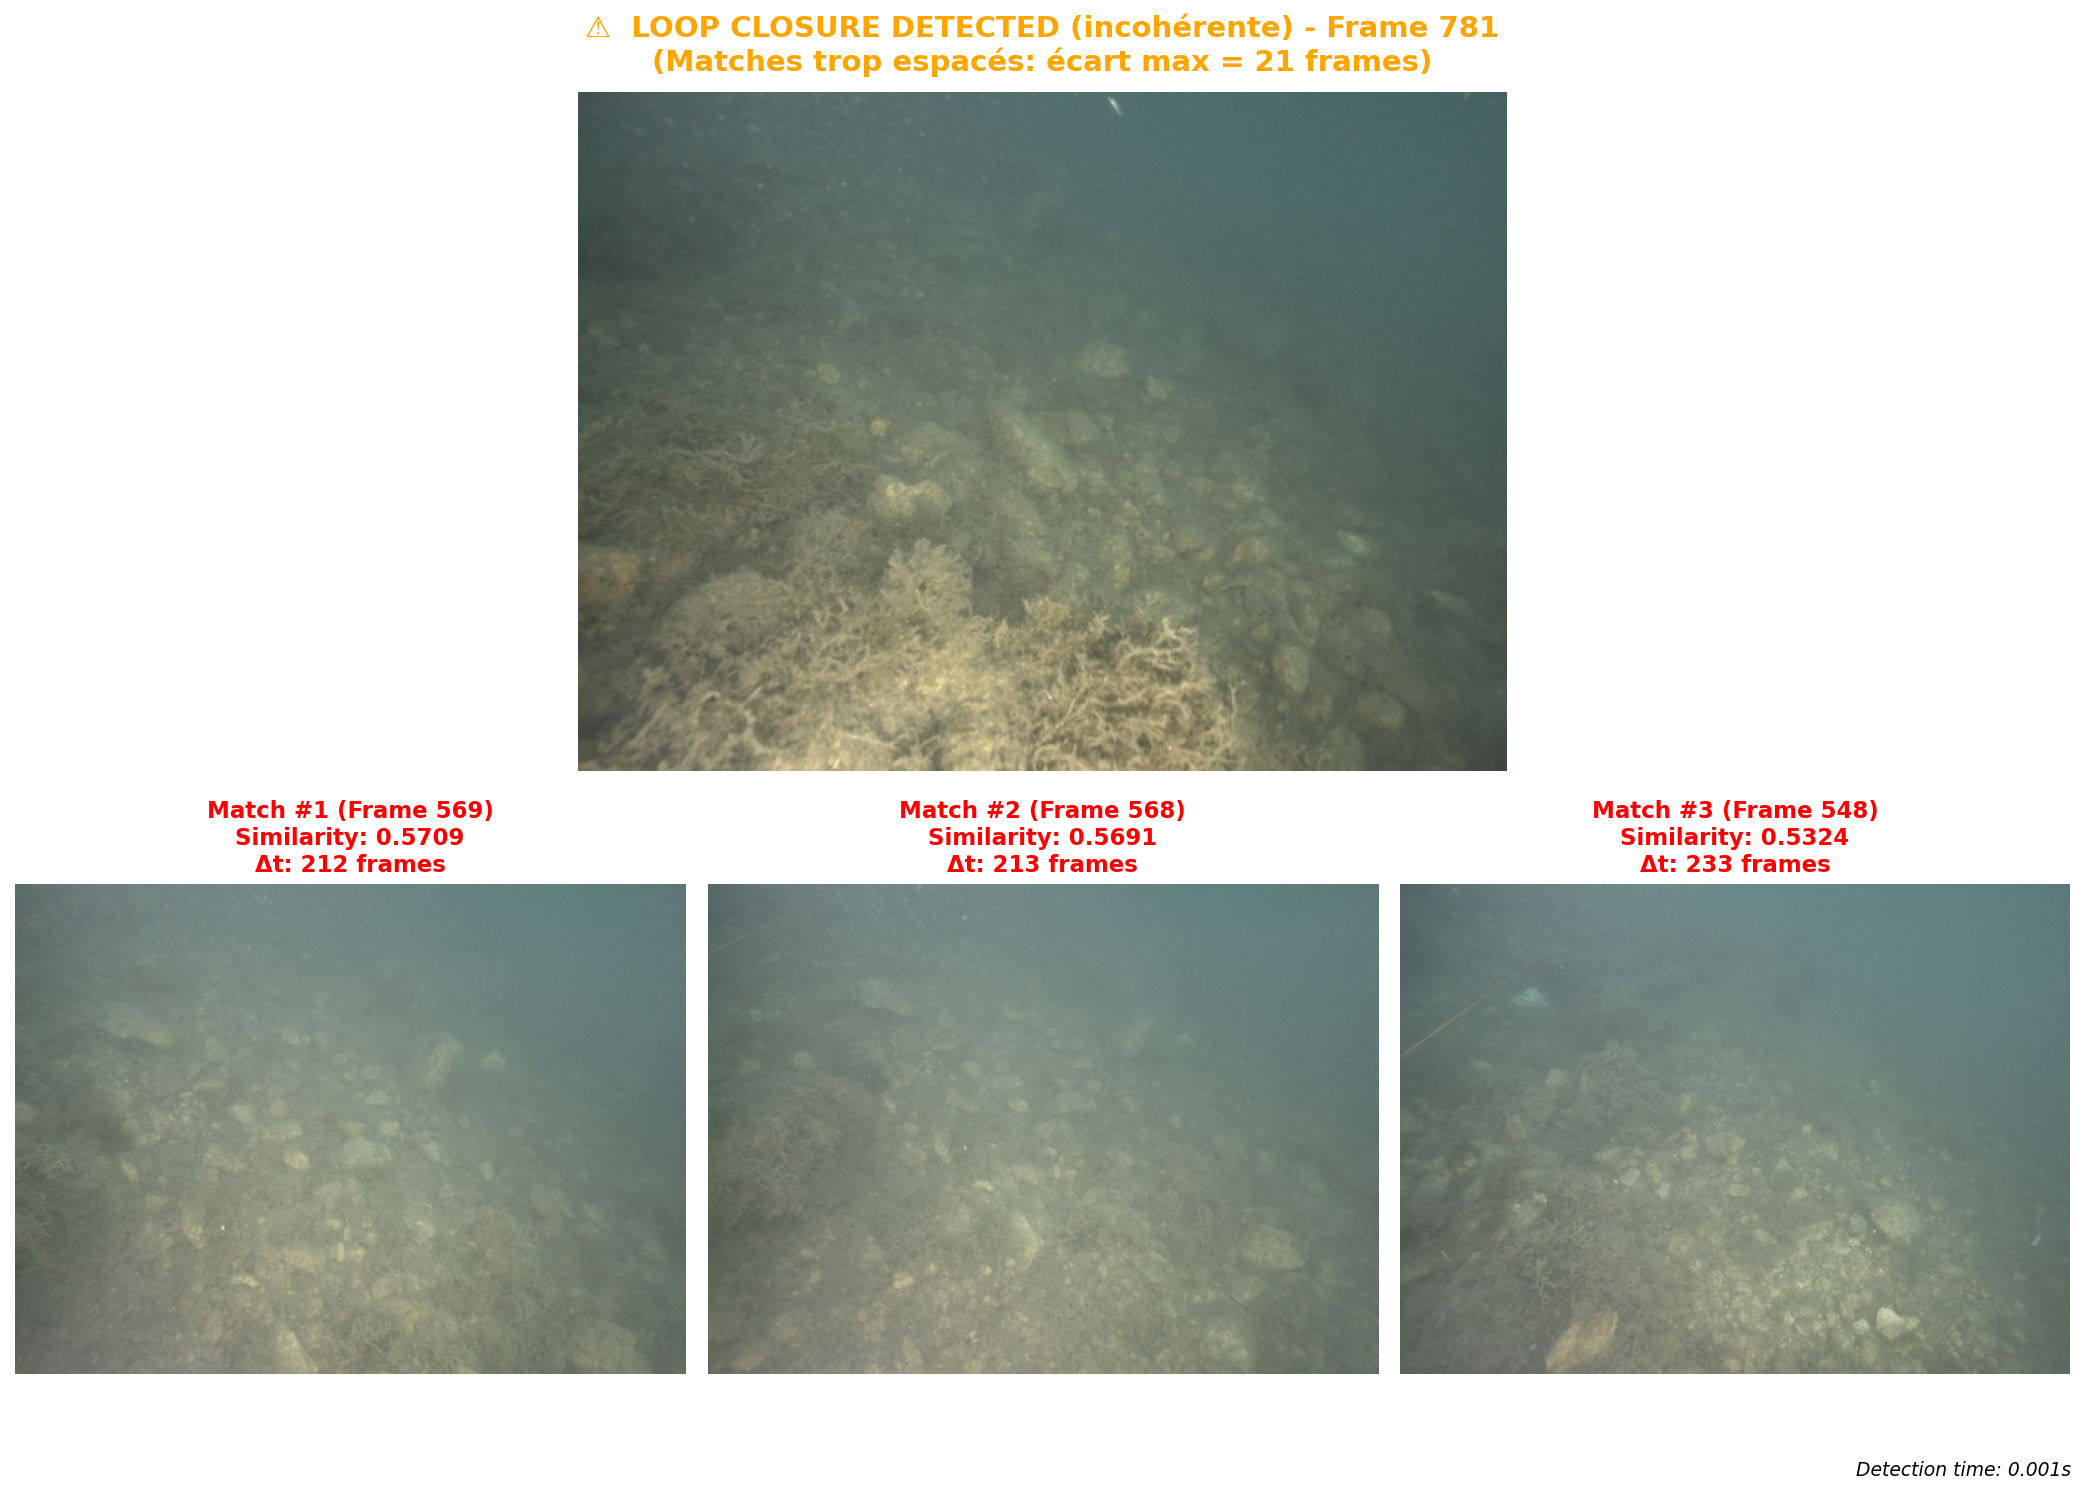 ⚠ LOOP CLOSURE DETECTED (incohérente) - Frame 781
(Matches trop espacés: écart max = 21 frames)
Match #1 (Frame 569)
Similarity: 0.5709
Δt: 212 frames
Match #2 (Frame 568)
Similarity: 0.5691
Δt: 213 frames
Match #3 (Frame 548)
Similarity: 0.5324
Δt: 233 frames
Detection time: 0.001s